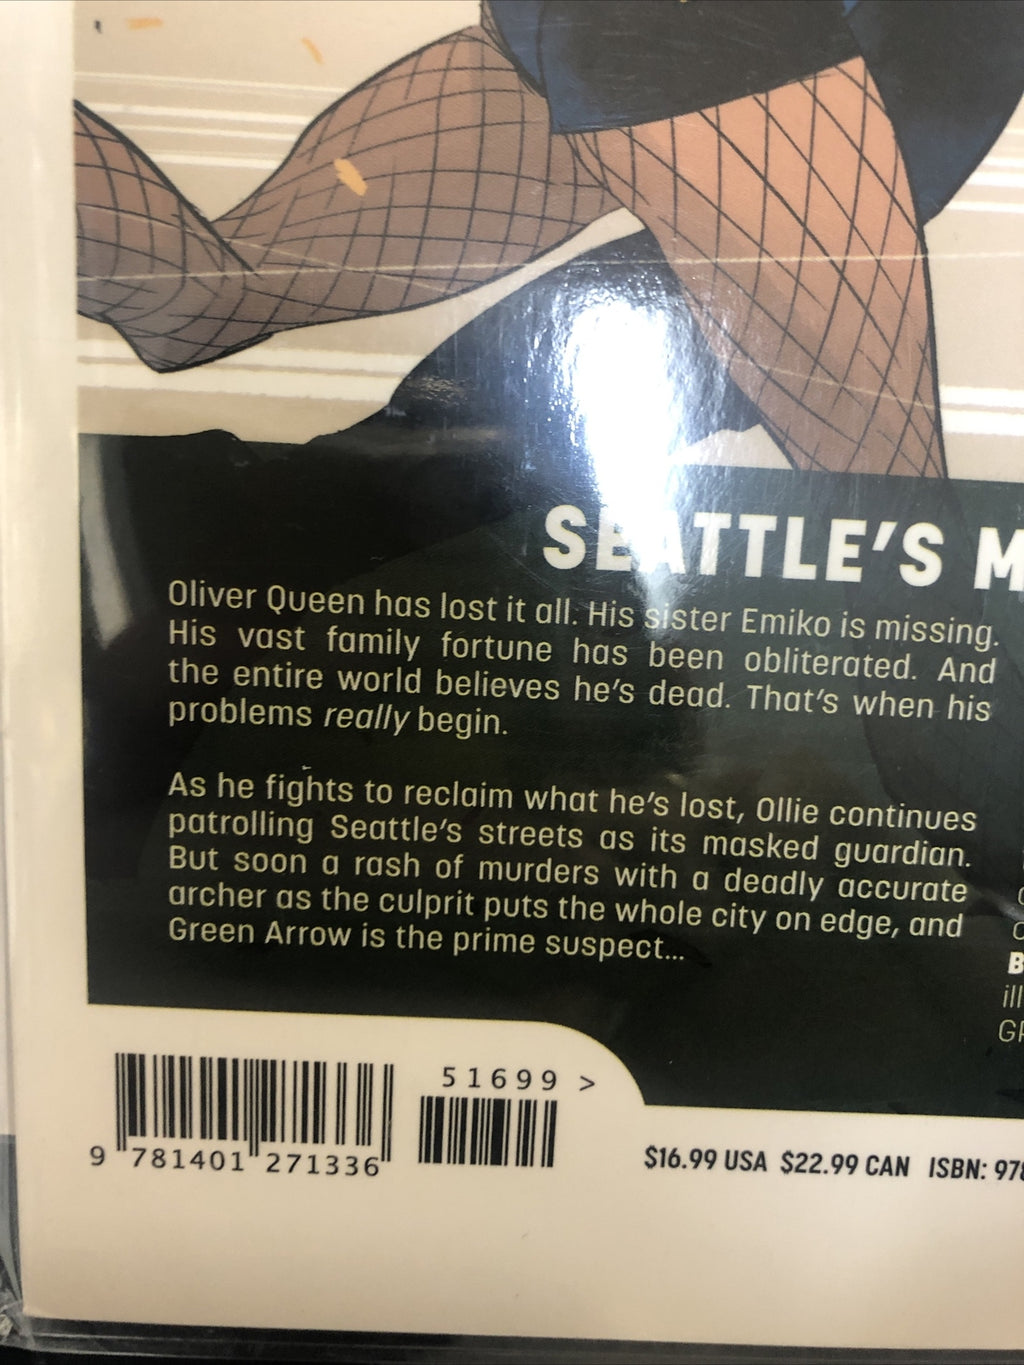 SEATTLE'S M
Oliver Queen has lost it all. His sister Emiko is missing.
His vast family fortune has been obliterated. And
the entire world believes he's dead. That's when his
problems really begin.
As he fights to reclaim what he's lost, Ollie continues
patrolling Seattle's streets as its masked guardian.
But soon a rash of murders with a deadly accurate
archer as the culprit puts the whole city on edge, and
Green Arrow is the prime suspect...
B
ill
GR
51699 >
9 781401 271336
$16.99 USA $22.99 CAN ISBN: 978